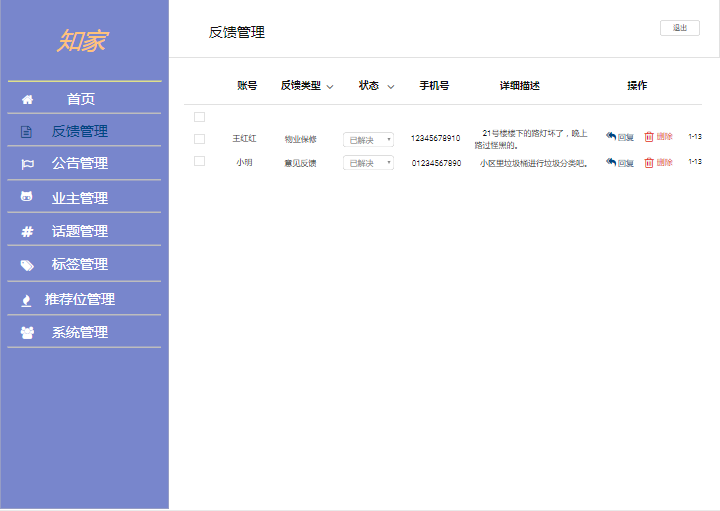 知家
反馈管理
退出
首页
反馈管理
公告管理
业主管理
话题管理
标签管理
推荐位管理
系统管理
账号 反馈类型 状态 手机号 详细描述 操作
王红红 物业保修 已解决 12345678910 21号楼楼下的路灯坏了，晚上 回复 删除 1-13
路过怪黑的。
小明 意见反馈 已解决 01234567890 小区里垃圾桶进行垃圾分类吧。 回复 删除 1-13